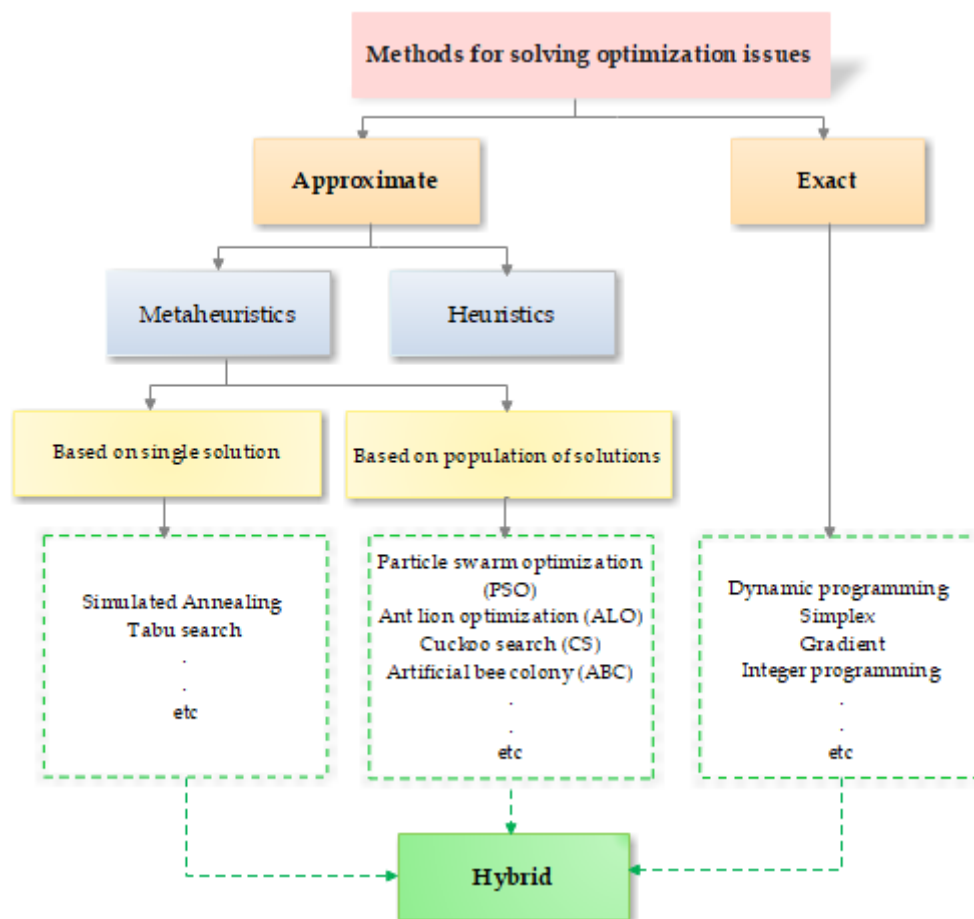 Methods for solving optimization issues
Approximate
Exact
Metaheuristics
Heuristics
Based on single solution
Based on population of solutions
Simulated Annealing
Tabu search
.
.
etc
Particle swarm optimization
(PSO)
Ant lion optimization (ALO)
Cuckoo search (CS)
Artificial bee colony (ABC)
.
.
etc
Dynamic programming
Simplex
Gradient
Integer programming
.
.
etc
Hybrid